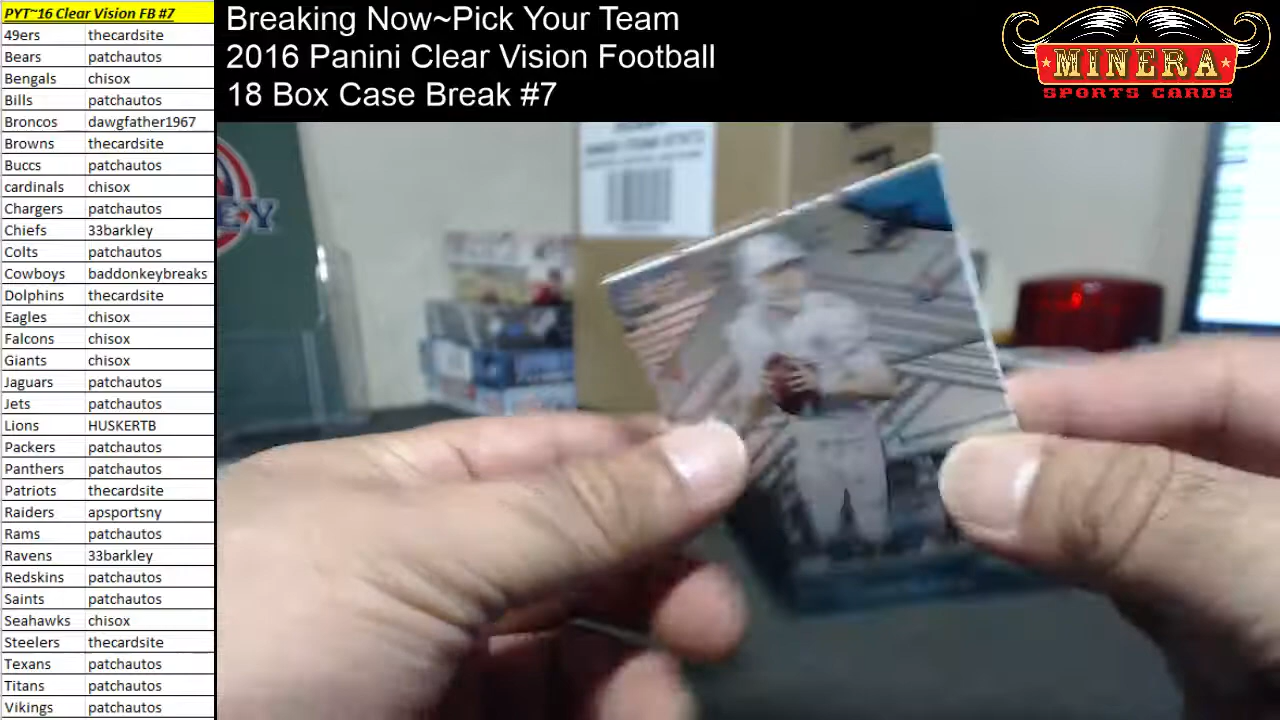 PYT~16 Clear Vision FB #7
49ers thecardsite
Bears patchautos
Bengals chisox
Bills patchautos
Broncos dawgfather1967
Browns thecardsite
Buccs patchautos
cardinals chisox
Chargers patchautos
Chiefs 33barkley
Colts patchautos
Cowboys baddonkeybreaks
Dolphins thecardsite
Eagles chisox
Falcons chisox
Giants chisox
Jaguars patchautos
Jets patchautos
Lions HUSKERTB
Packers patchautos
Panthers patchautos
Patriots thecardsite
Raiders apsportsny
Rams patchautos
Ravens 33barkley
Redskins patchautos
Saints patchautos
Seahawks chisox
Steelers thecardsite
Texans patchautos
Titans patchautos
Vikings patchautos
Breaking Now~Pick Your Team
2016 Panini Clear Vision Football
18 Box Case Break #7
MINERA
SPORTS CARDS